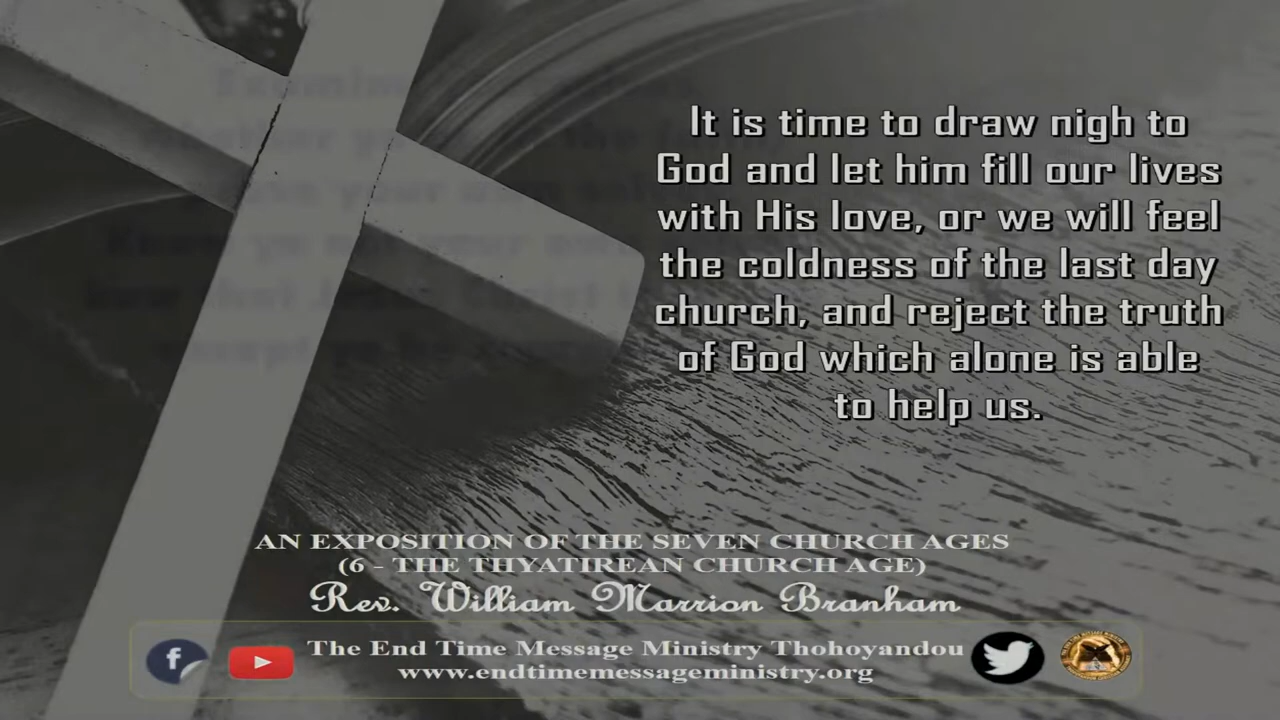 It is time to draw nigh to
God and let him fill our lives
with His love, or we will feel
the coldness of the last day
church, and reject the truth
of God which alone is able
to help us.
AN EXPOSITION OF THE SEVEN CHURCH AGES
(6 - THE THYATIREAN CHURCH AGE)
Rev. William Marrion Branham
The End Time Message Ministry Thohoyandou
www.endtimemessageministry.org